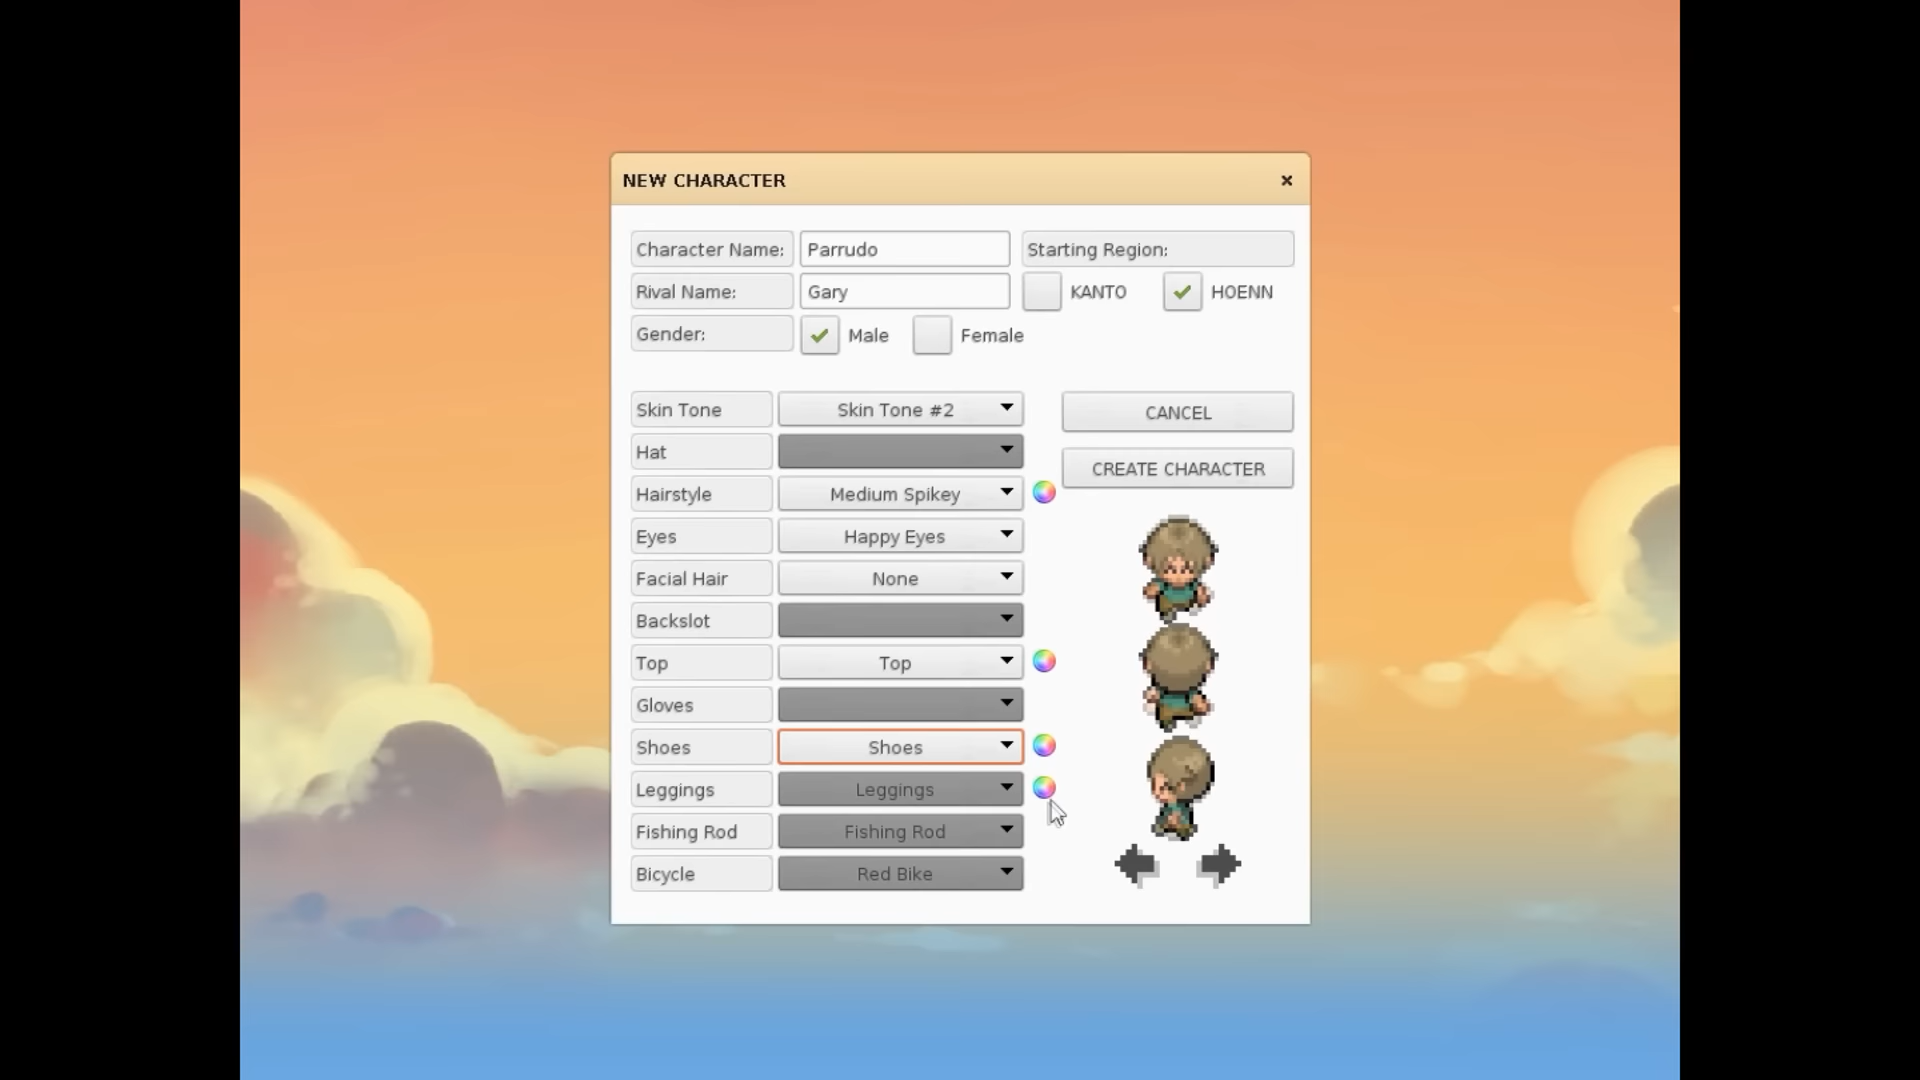 NEW CHARACTER
Character Name: Parrudo Starting Region:
Rival Name: Gary KANTO HOENN
Gender: Male Female
Skin Tone Skin Tone #2 CANCEL
Hat
CREATE CHARACTER
Hairstyle Medium Spikey
Eyes Happy Eyes
Facial Hair None
Backslot
Top Top
Gloves
Shoes Shoes
Leggings Leggings
Fishing Rod Fishing Rod
Bicycle Red Bike